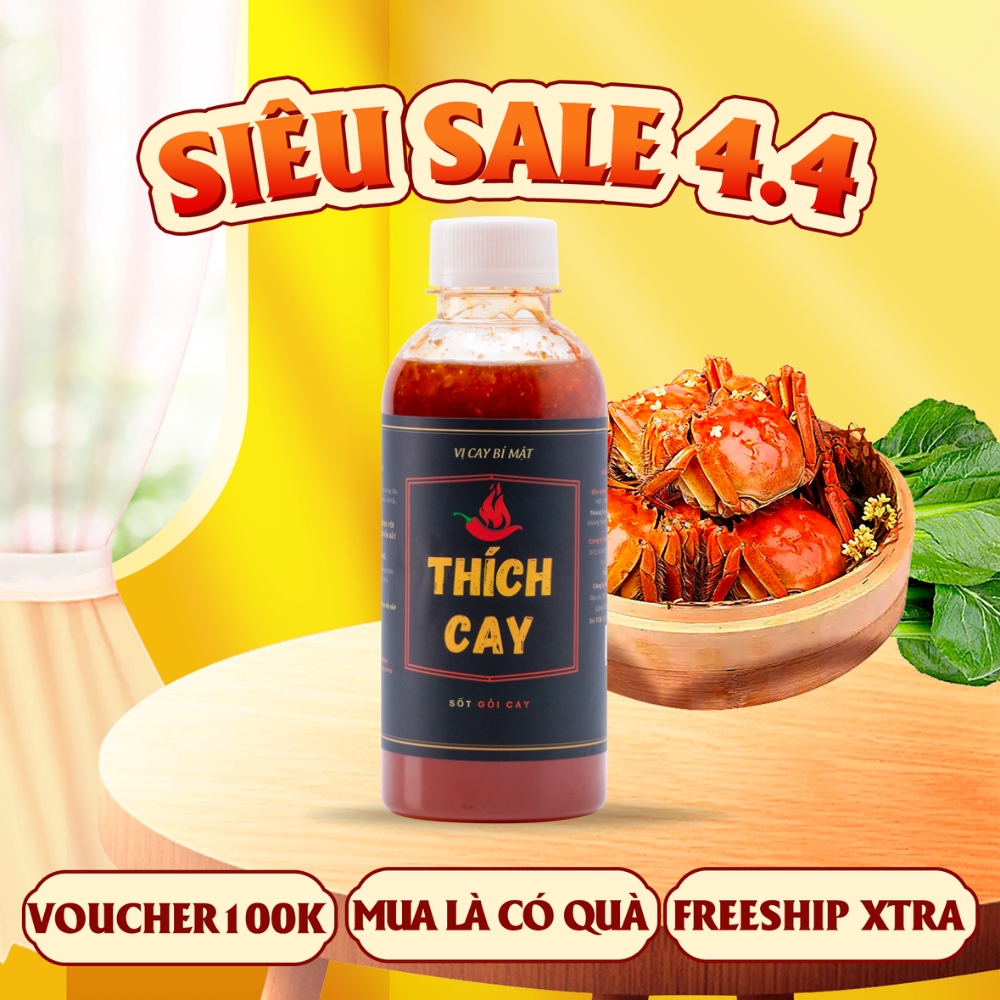 SIÊU SALE 4.4
VỊ CAY BÍ MẬT
THÍCH
CAY
SỐT GỎI CAY
VOUCHER100K
MUA LÀ CÓ QUÀ
FREESHIP XTRA